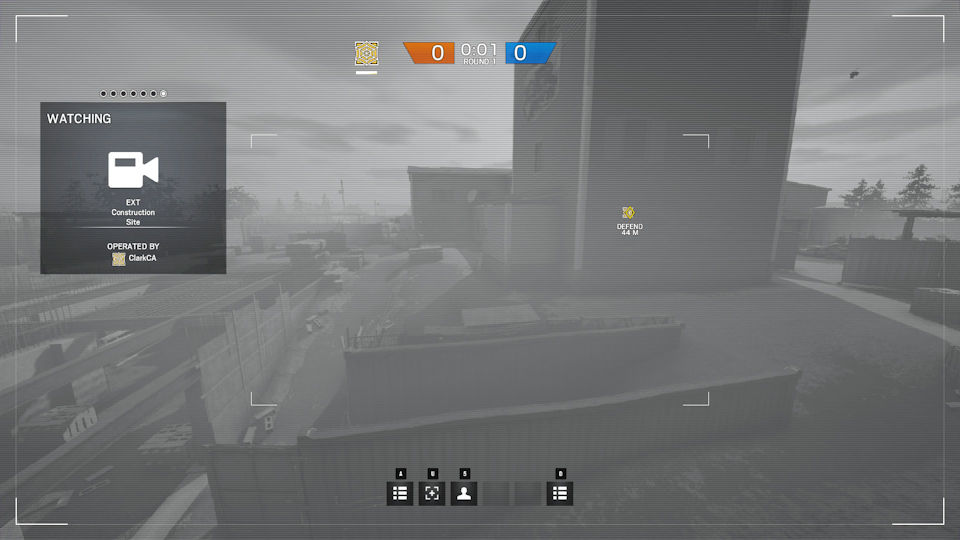 0 0:01 0
ROUND 1
WATCHING
EXT
Construction
Site
OPERATED BY
ClarkCA
DEFEND
44 M
A U S D